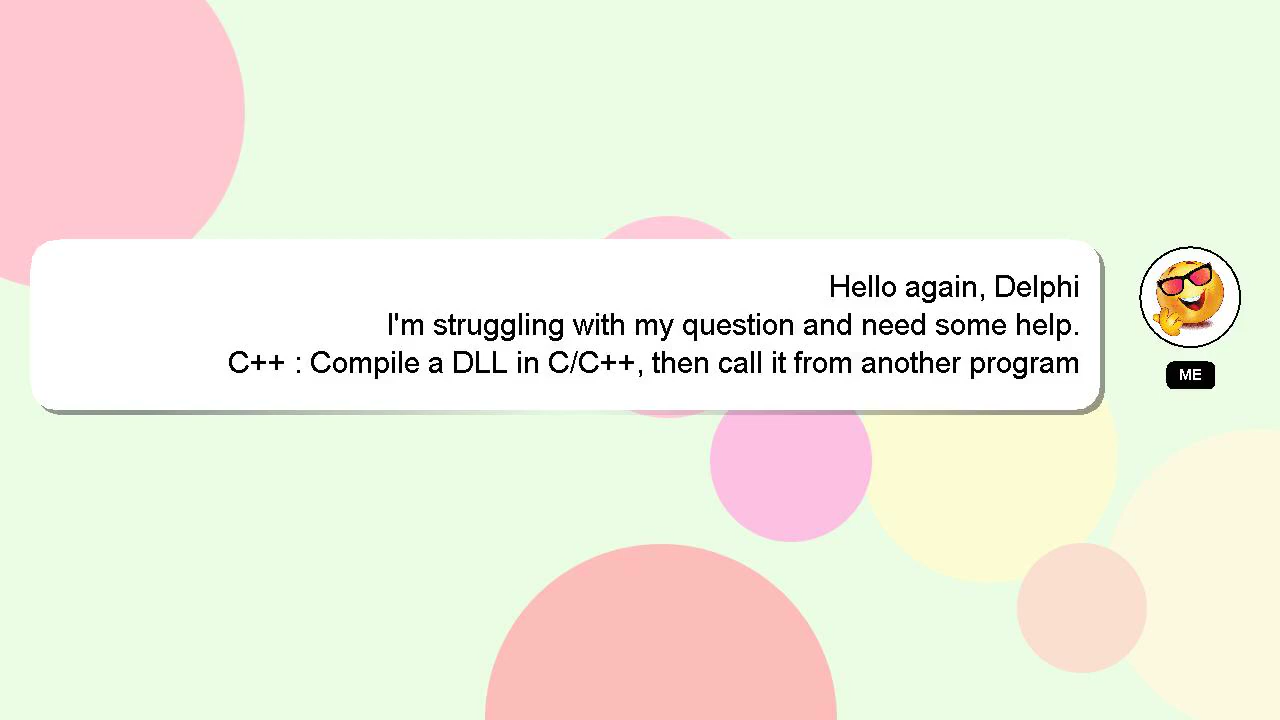 Hello again, Delphi
I'm struggling with my question and need some help.
C++ : Compile a DLL in C/C++, then call it from another program
ME